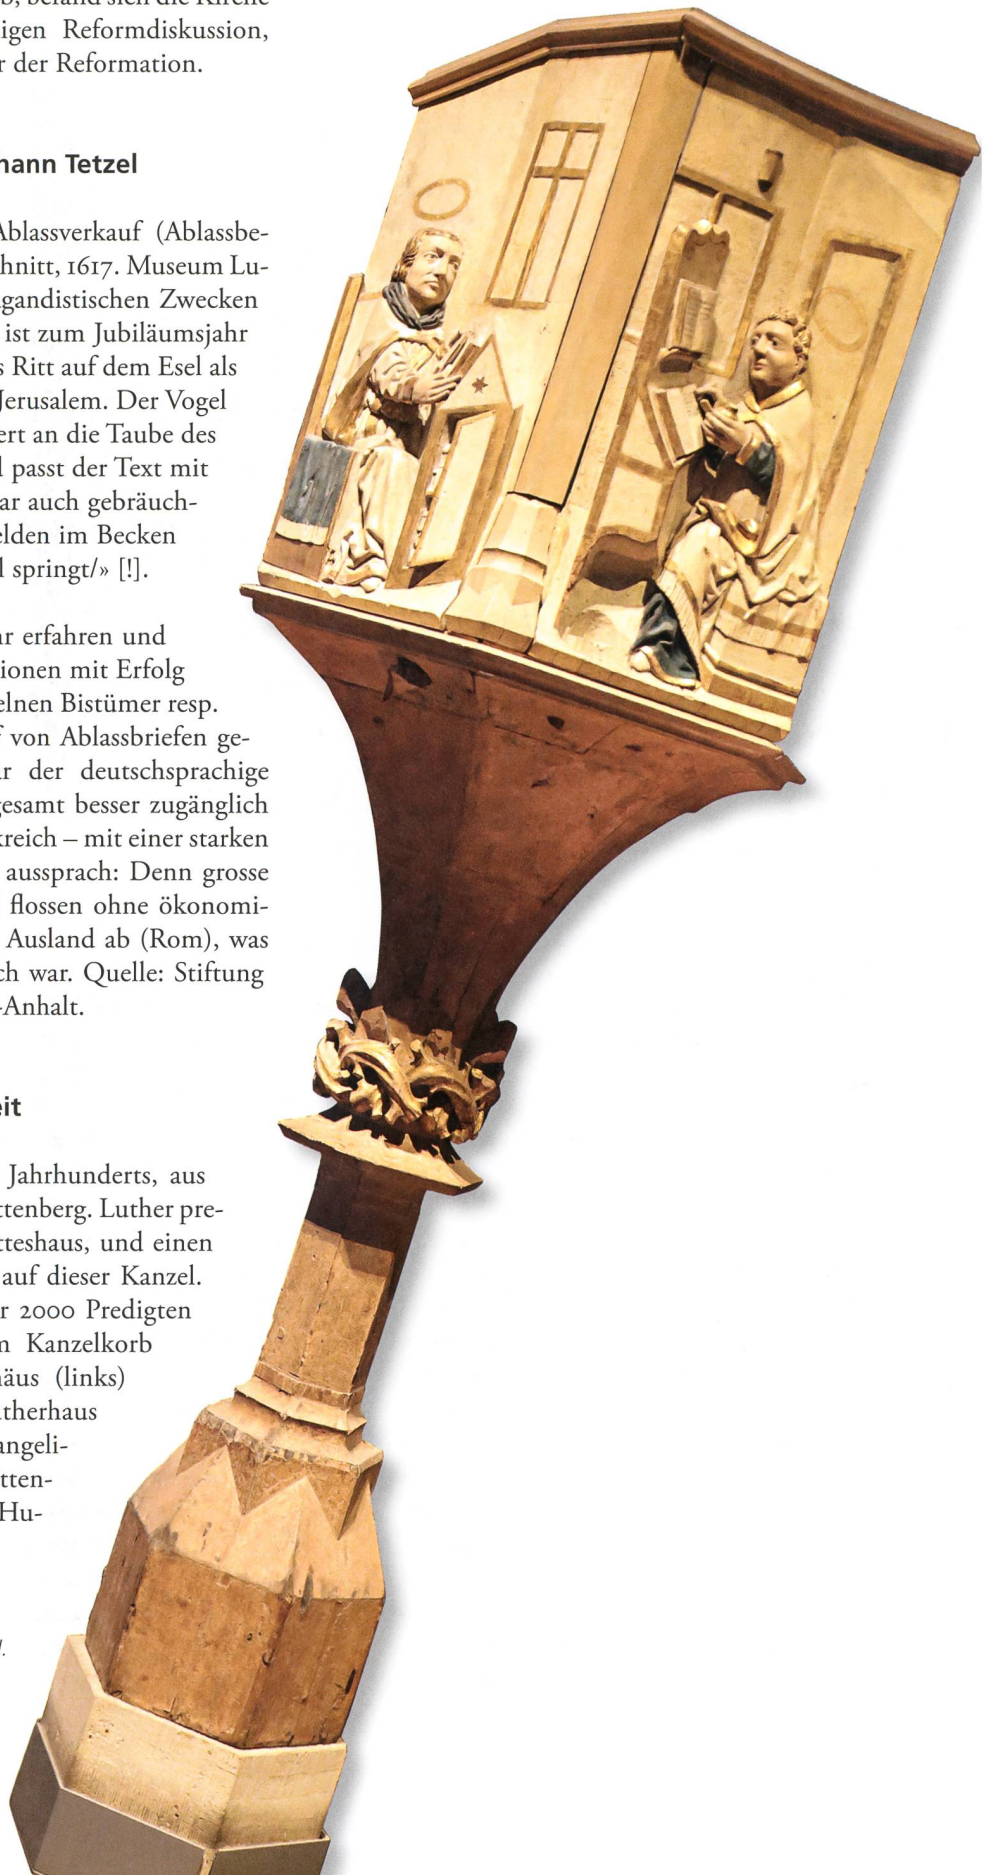 befand sich die Kirche
igen Reformdiskussion,
r der Reformation.
ann Tetzel
Ablassverkauf (Ablassbe-
hnitt, 1617. Museum Lu-
gandistischen Zwecken
ist zum Jubiläumsjahr
s Ritt auf dem Esel als
Jerusalem. Der Vogel
ert an die Taube des
l passt der Text mit
ar auch gebräuch-
elden im Becken
l springt/» [!].
hr erfahren und
ionen mit Erfolg
elnen Bistümer resp.
f von Ablassbriefen ge-
r der deutschsprachige
gesamt besser zugänglich
kreich – mit einer starken
aussprach: Denn grosse
flossen ohne ökonomi-
Ausland ab (Rom), was
ch war. Quelle: Stiftung
-Anhalt.
eit
Jahrhunderts, aus
ttenberg. Luther pre-
tteshaus, und einen
auf dieser Kanzel.
r 2000 Predigten
n Kanzelkorb
äus (links)
utherhaus
angeli-
tten-
Hu-